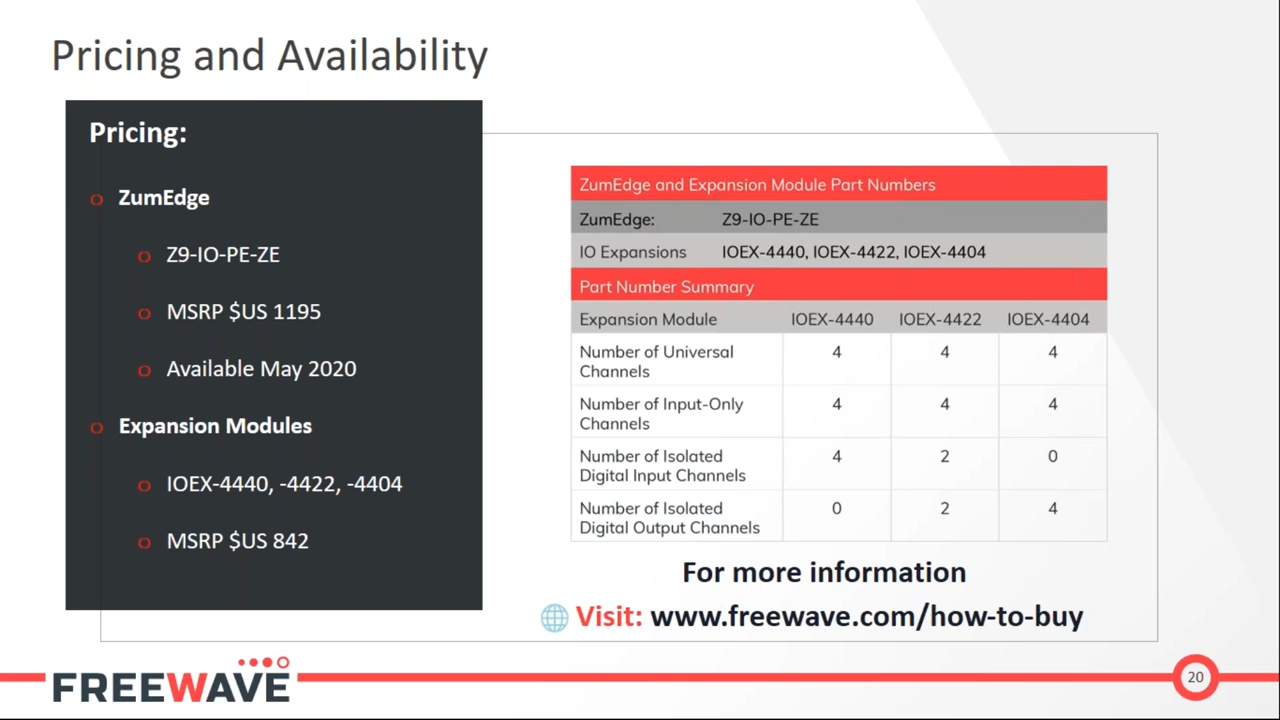 Pricing and Availability
Pricing:
o ZumEdge
o Z9-IO-PE-ZE
o MSRP $US 1195
o Available May 2020
o Expansion Modules
o IOEX-4440, -4422, -4404
o MSRP $US 842
ZumEdge and Expansion Module Part Numbers
ZumEdge: Z9-IO-PE-ZE
IO Expansions IOEX-4440, IOEX-4422, IOEX-4404
Part Number Summary
Expansion Module IOEX-4440 IOEX-4422 IOEX-4404
Number of Universal
Channels 4 4 4
Number of Input-Only
Channels 4 4 4
Number of Isolated
Digital Input Channels 4 2 0
Number of Isolated
Digital Output Channels 0 2 4
For more information
Visit: www.freewave.com/how-to-buy
FREEWAVE
20